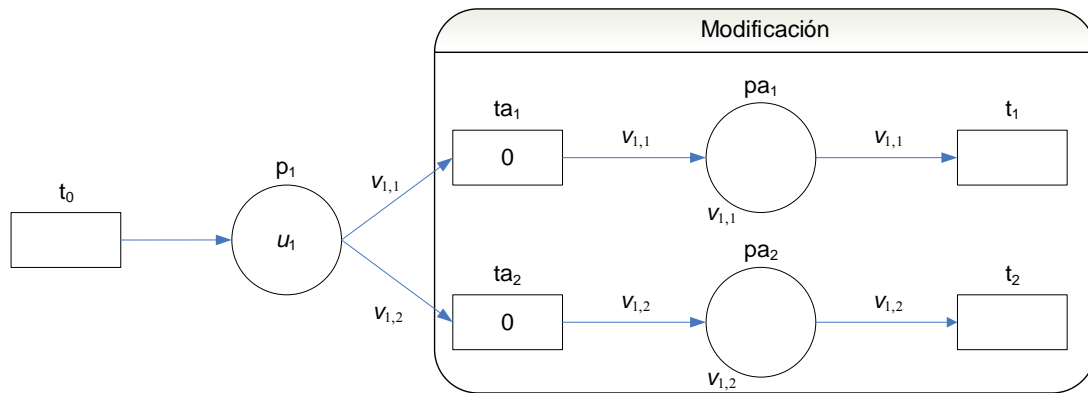 Modificación
ta₁
pa₁
t₁
0
v₁,₁
v₁,₁
v₁,₁
v₁,₁
p₁
t₀
u₁
ta₂
pa₂
t₂
v₁,₂
0
v₁,₂
v₁,₂
v₁,₂